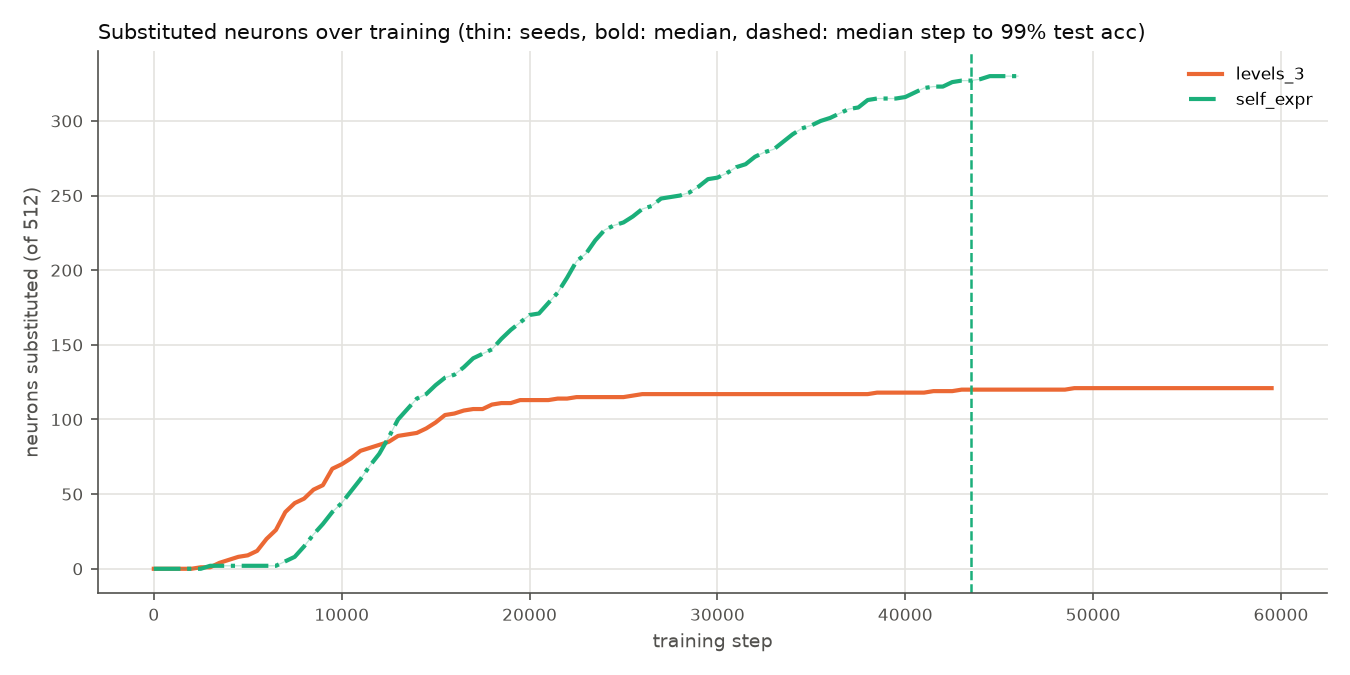 Substituted neurons over training (thin: seeds, bold: median, dashed: median step to 99% test acc)
levels_3
self_expr
neurons substituted (of 512)
300
250
200
150
100
50
0
0 10000 20000 30000 40000 50000 60000
training step